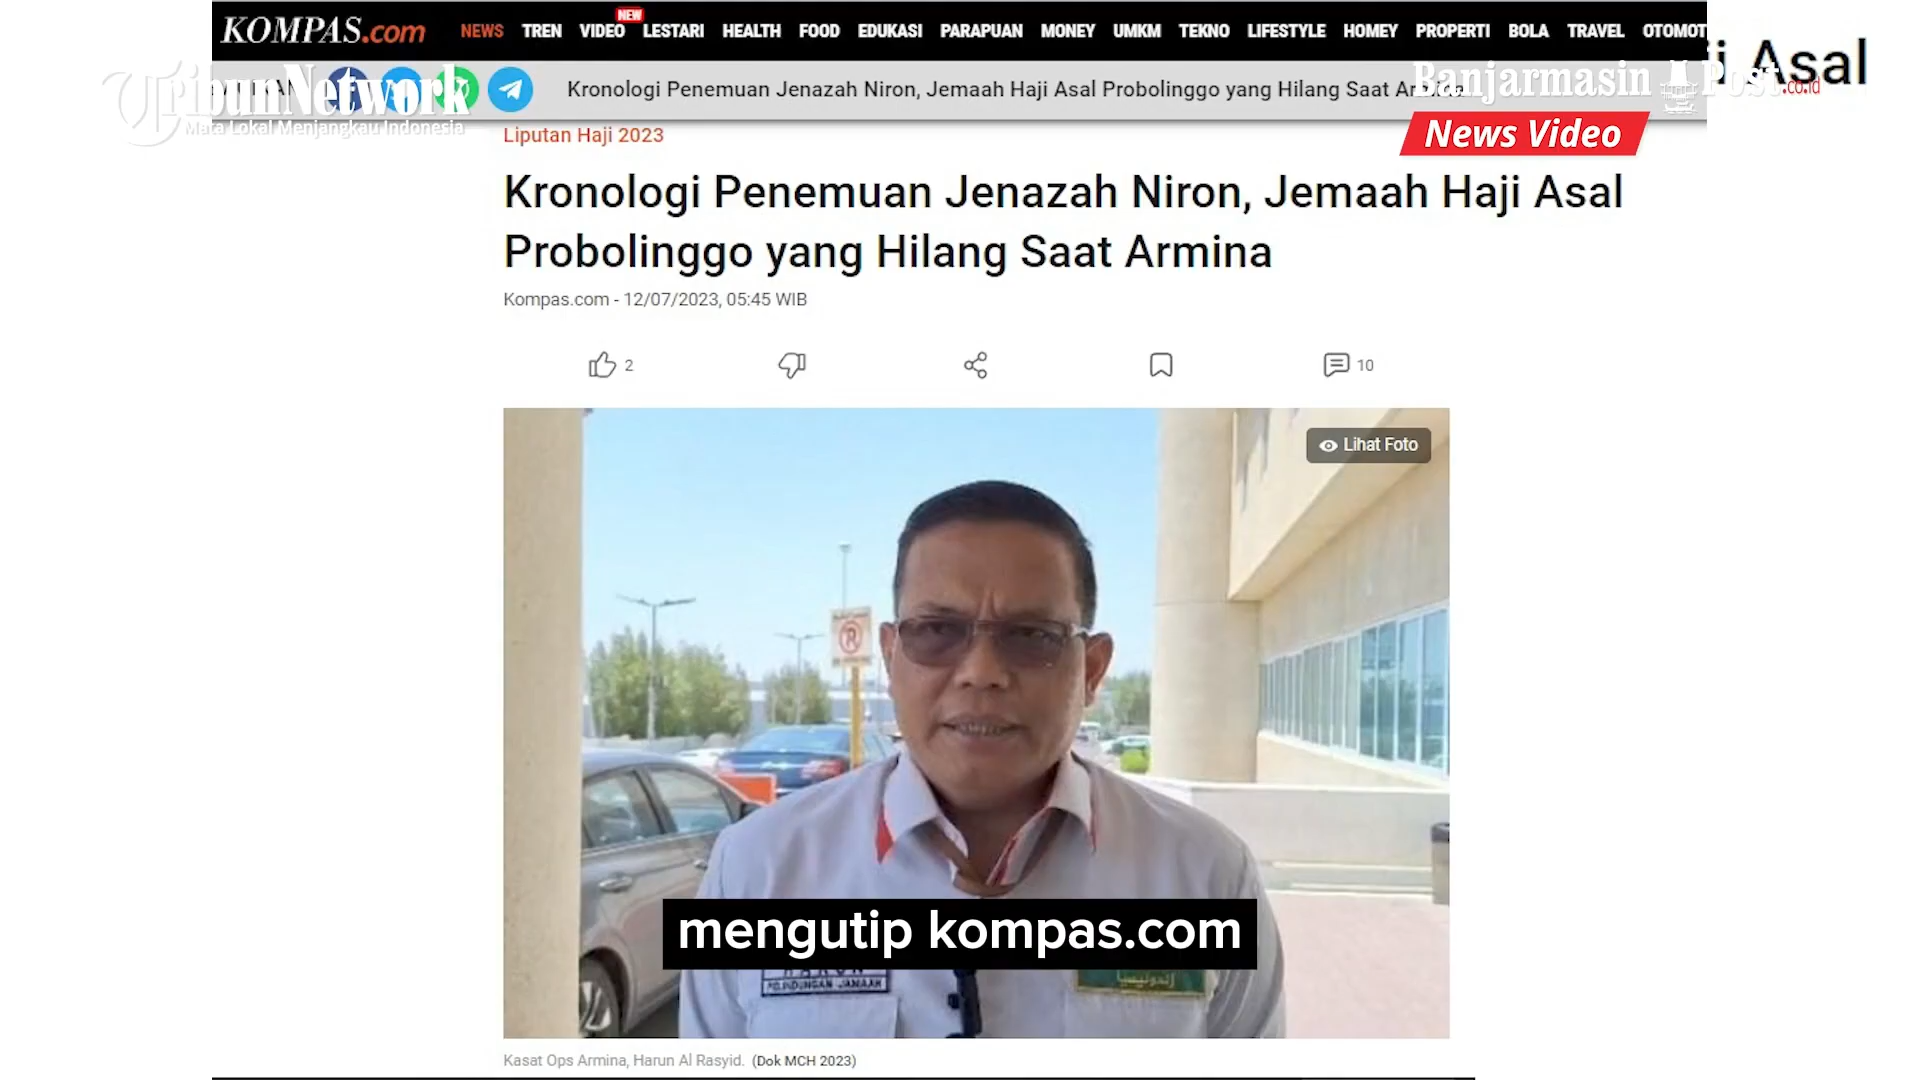 KOMPAS.com NEWS TREN VIDEO NEW LESTARI HEALTH FOOD EDUKASI PARAPUAN MONEY UMKM TEKNO LIFESTYLE HOMEY PROPERTI BOLA TRAVEL OTOMOT
ji Asal
TribunNetwork
Mata Lokal Menjangkau Indonesia
Kronologi Penemuan Jenazah Niron, Jemaah Haji Asal Probolinggo yang Hilang Saat Armina
Banjarmasin Post
.co.id
News Video
Liputan Haji 2023
Kronologi Penemuan Jenazah Niron, Jemaah Haji Asal
Probolinggo yang Hilang Saat Armina
Kompas.com - 12/07/2023, 05:45 WIB
2
10
Lihat Foto
mengutip kompas.com
JAMAAH
Kasat Ops Armina, Harun Al Rasyid. (Dok MCH 2023)